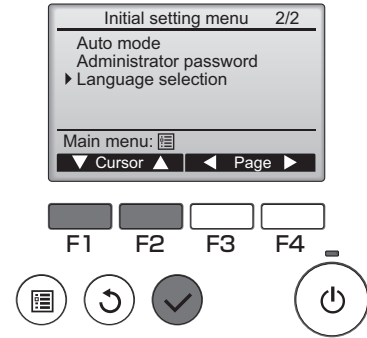 Initial setting menu 2/2
Auto mode
Administrator password
Language selection
Main menu:
Cursor Page
F1 F2 F3 F4